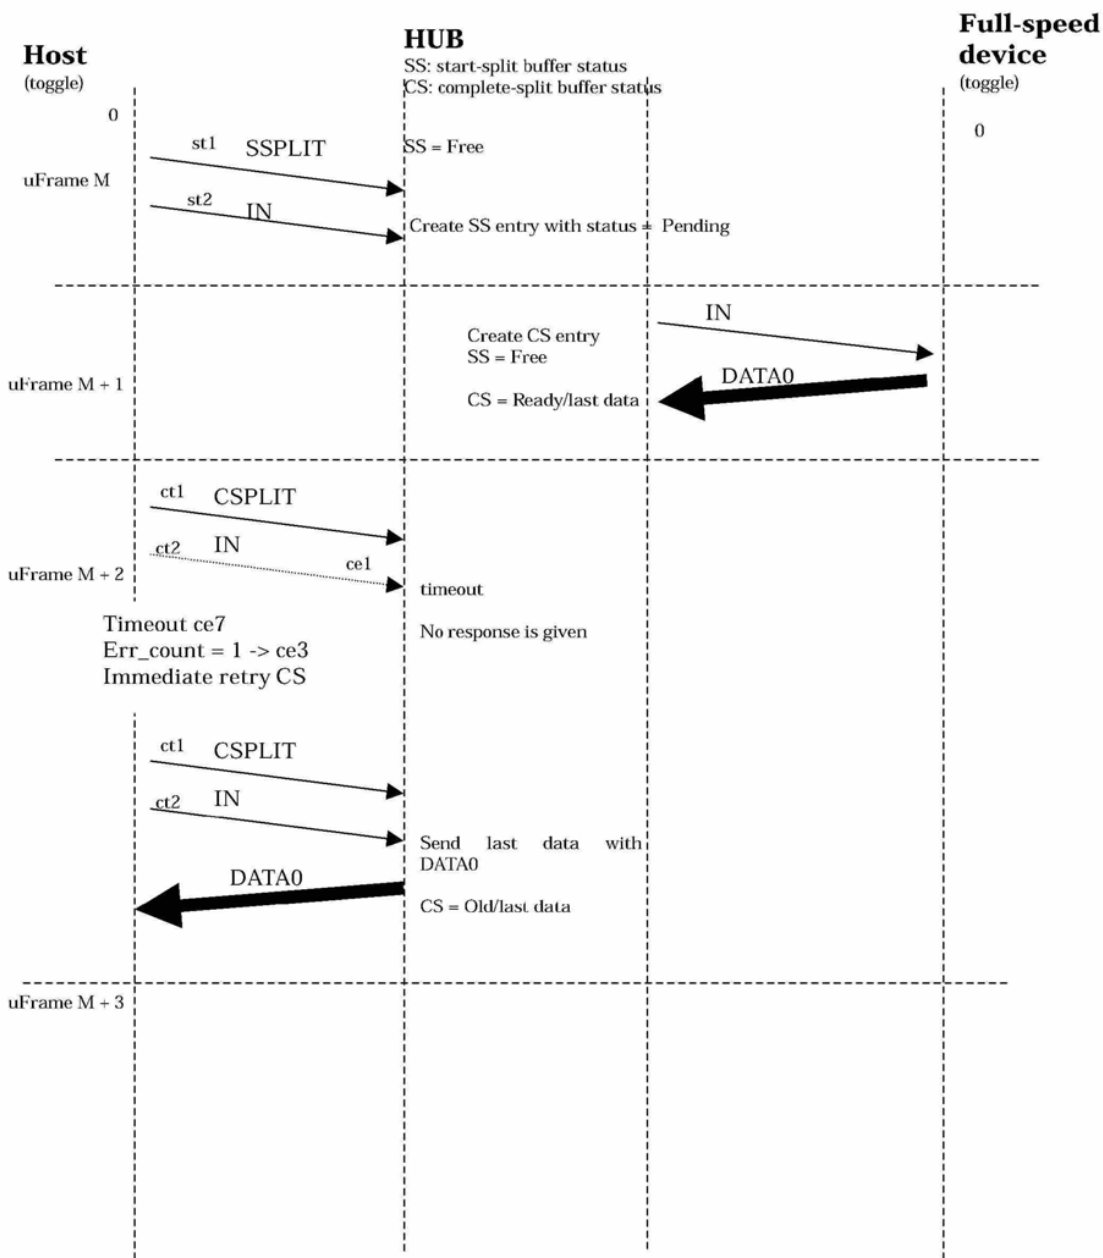 Host
(toggle)
HUB
SS: start-split buffer status
CS: complete-split buffer status
Full-speed
device
(toggle)
0
0
st1 SSPLIT
SS = Free
uFrame M
st2 IN
Create SS entry with status = Pending
IN
Create CS entry
SS = Free
DATA0
uFrame M + 1
CS = Ready/last data
ct1 CSPLIT
ct2 IN
ce1
uFrame M + 2
timeout
No response is given
Timeout ce7
Err_count = 1 -> ce3
Immediate retry CS
ct1 CSPLIT
ct2 IN
Send last data with
DATA0
DATA0
CS = Old/last data
uFrame M + 3